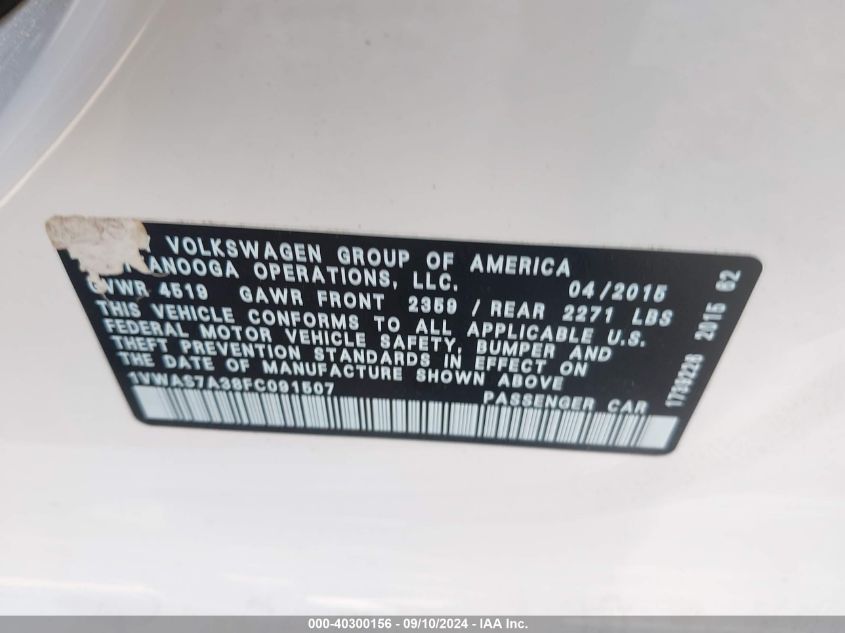 VOLKSWAGEN GROUP OF AMERICA
ANOOGA OPERATIONS, LLC. 04/2015
GVWR 4519 GAWR FRONT 2359 / REAR 2271 LBS
THIS VEHICLE CONFORMS TO ALL APPLICABLE U.S.
FEDERAL MOTOR VEHICLE SAFETY, BUMPER AND
THEFT PREVENTION STANDARDS IN EFFECT ON
THE DATE OF MANUFACTURE SHOWN ABOVE
1VWAS7A38FC091507 PASSENGER CAR
2015 62
000-40300156 - 09/10/2024 - IAA Inc.